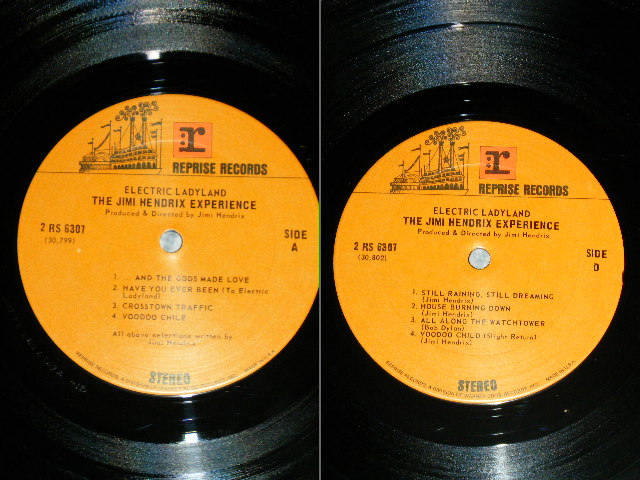 r
REPRISE RECORDS
ELECTRIC LADYLAND
THE JIMI HENDRIX EXPERIENCE
Produced & Directed by Jimi Hendrix
2 RS 6307
(30,799)
SIDE
A
1. ... AND THE GODS MADE LOVE
2. HAVE YOU EVER BEEN (To Electric
Ladyland)
3. CROSSTOWN TRAFFIC
4. VOODOO CHILE
All above selections written by
Jimi Hendrix
STEREO
r
REPRISE RECORDS
ELECTRIC LADYLAND
THE JIMI HENDRIX EXPERIENCE
Produced & Directed by Jimi Hendrix
2 RS 6307
(30,802)
SIDE
D
1. STILL RAINING, STILL DREAMING
(Jimi Hendrix)
2. HOUSE BURNING DOWN
(Jimi Hendrix)
3. ALL ALONG THE WATCHTOWER
(Bob Dylan)
4. VOODOO CHILD (Slight Return)
(Jimi Hendrix)
STEREO